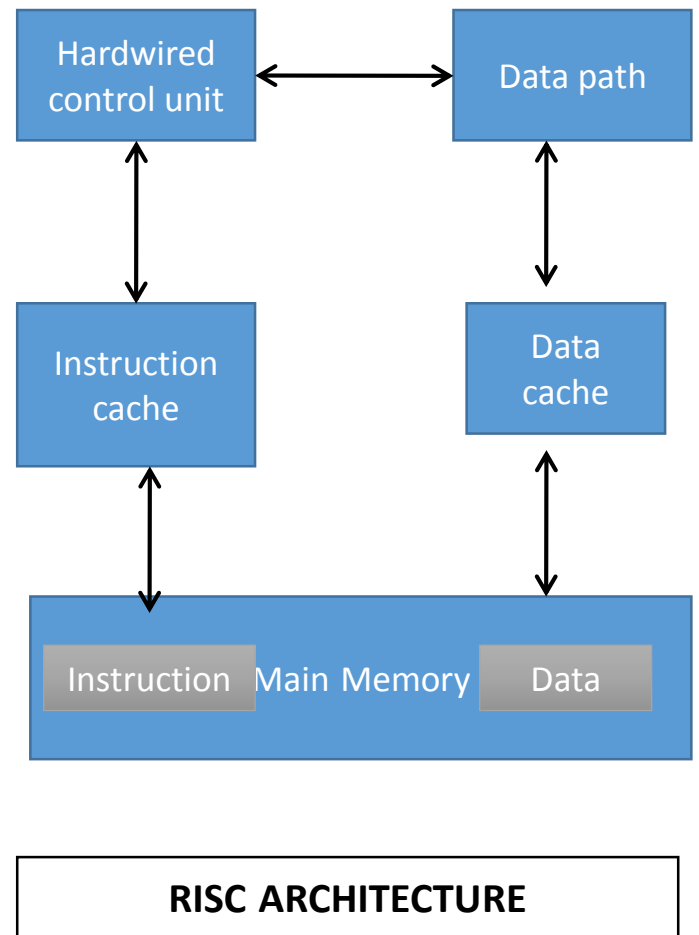 Hardwired
control unit
Data path
Instruction
cache
Data
cache
Instruction Main Memory Data
RISC ARCHITECTURE